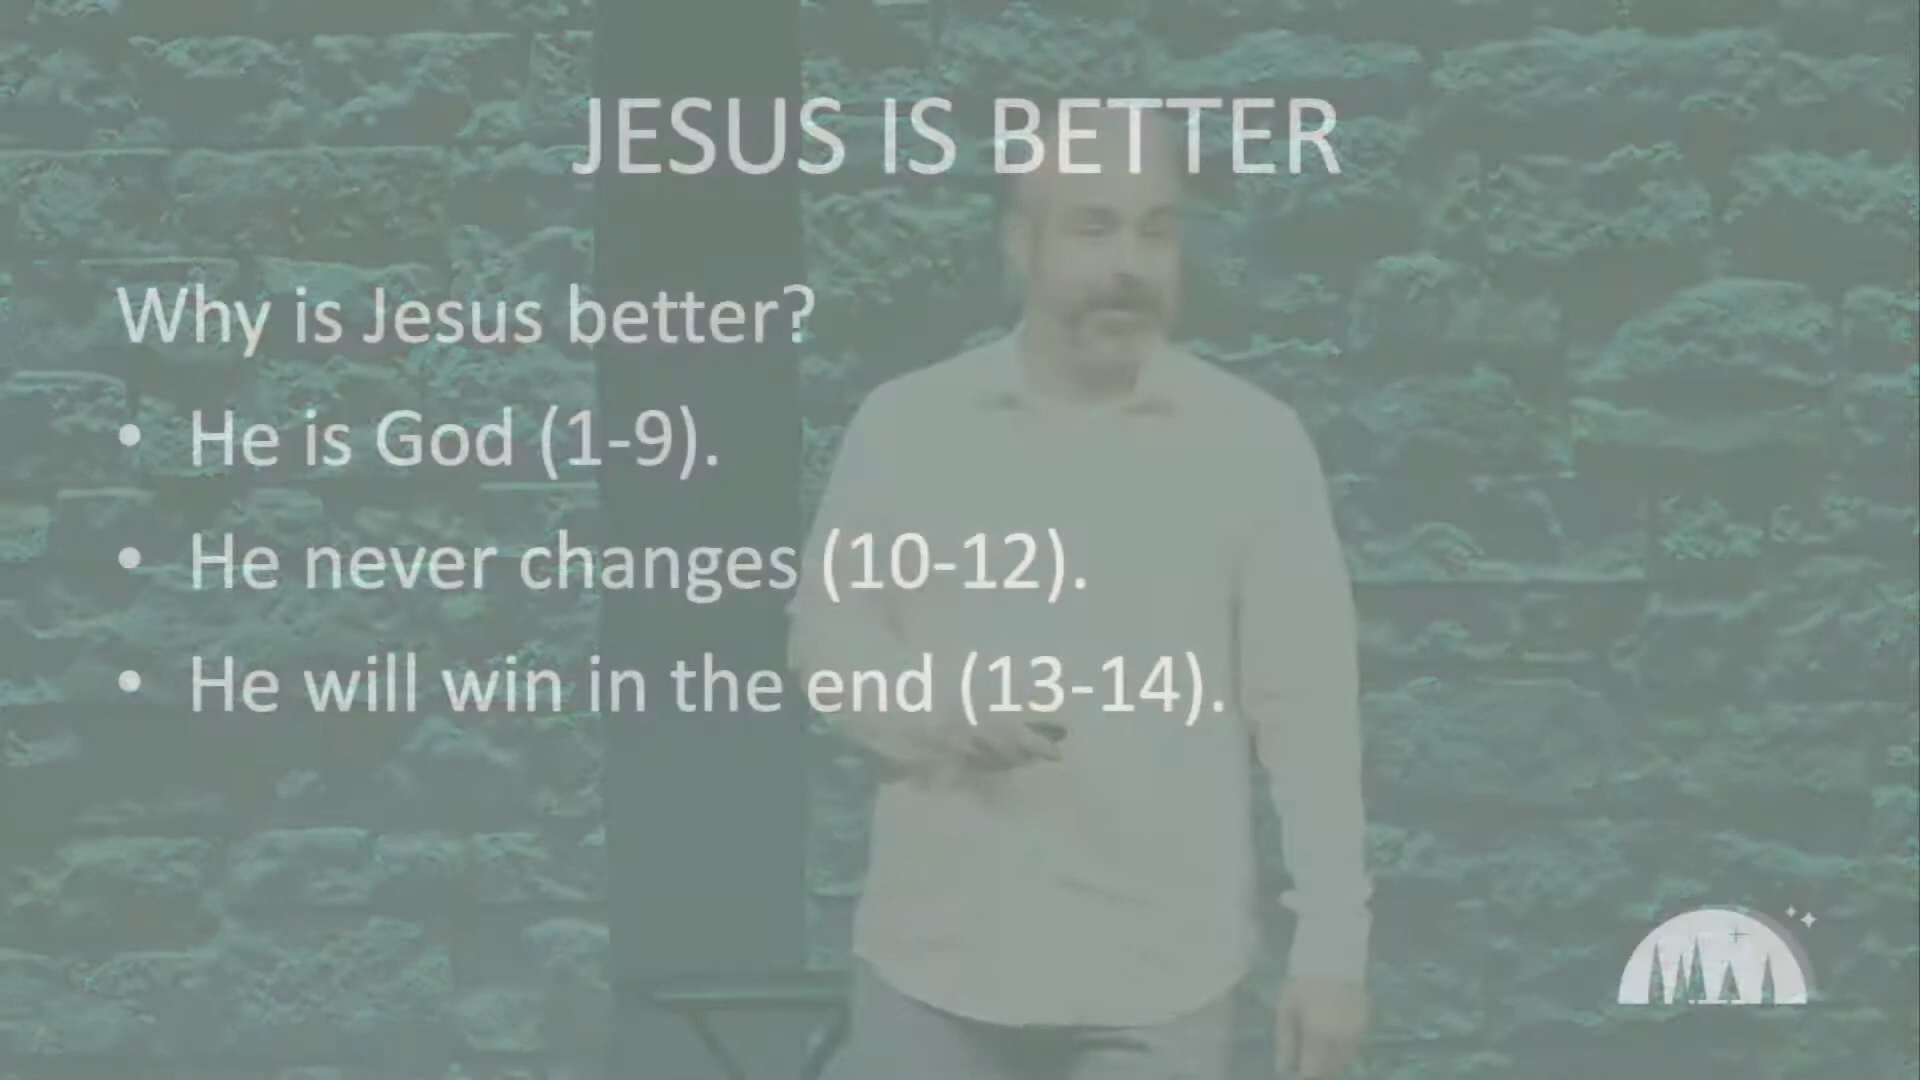 JESUS IS BETTER
Why is Jesus better?
• He is God (1-9).
• He never changes (10-12).
• He will win in the end (13-14).